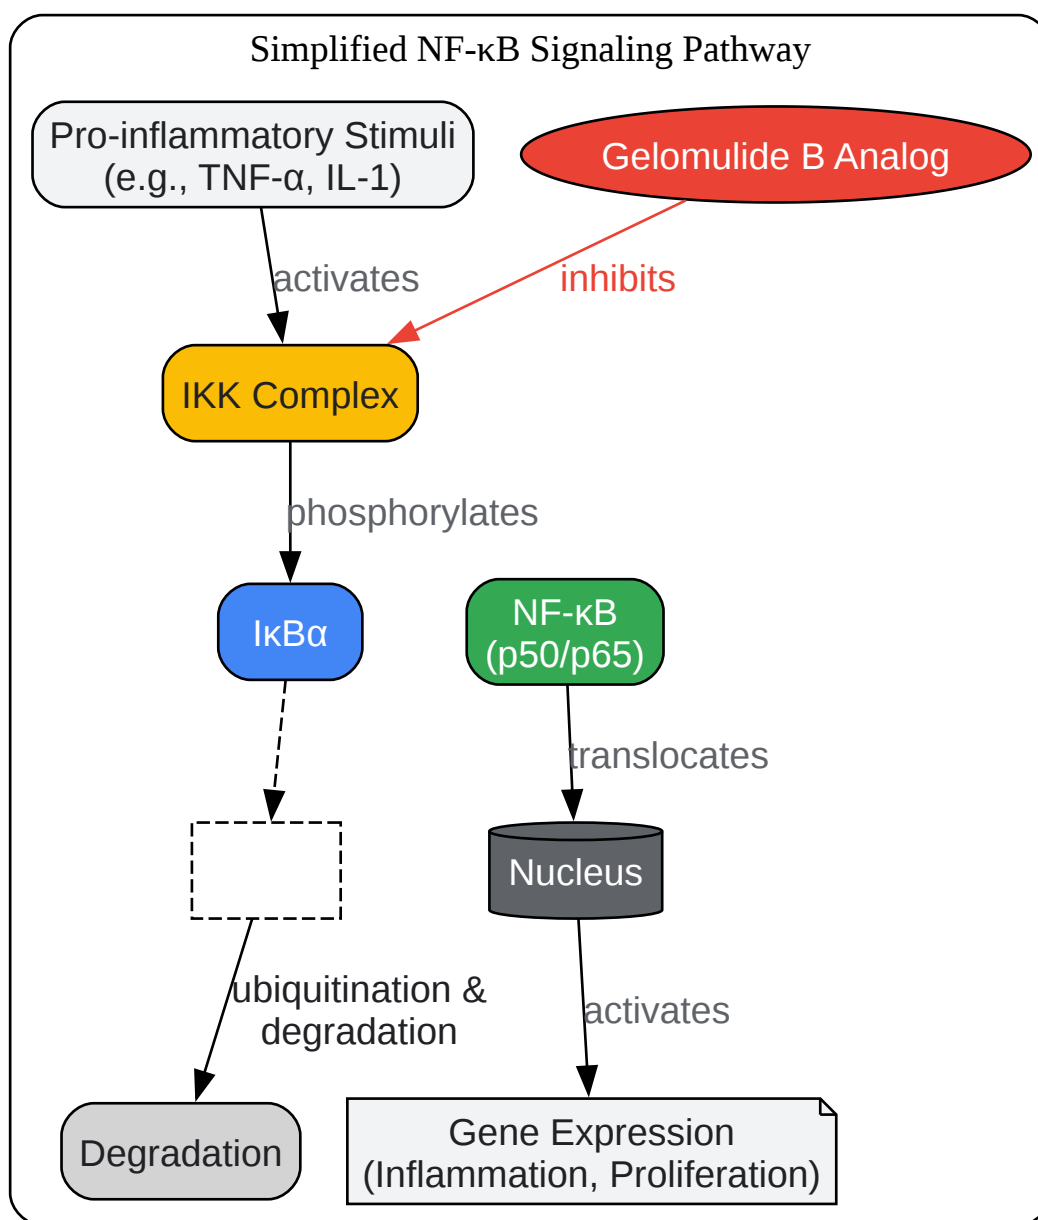 Simplified NF-κB Signaling Pathway
Pro-inflammatory Stimuli
(e.g., TNF-α, IL-1)
Gelomulide B Analog
activates
inhibits
IKK Complex
phosphorylates
IκBα
NF-κB
(p50/p65)
translocates
Nucleus
ubiquitination &
degradation
activates
Degradation
Gene Expression
(Inflammation, Proliferation)